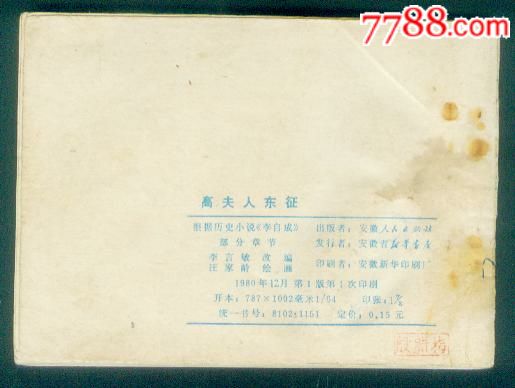 7788.com
高夫人东征
根据历史小说《李自成》 出版者：安徽人民出版社
部分章节 发行者：安徽省新华书店
李言敏 改编 印刷者：安徽新华印刷厂
汪家龄 绘画
1980年12月第1版第1次印刷
开本：787×1092毫米1/64 印张：1 7/8
统一书号：8102·1151 定价：0.15元